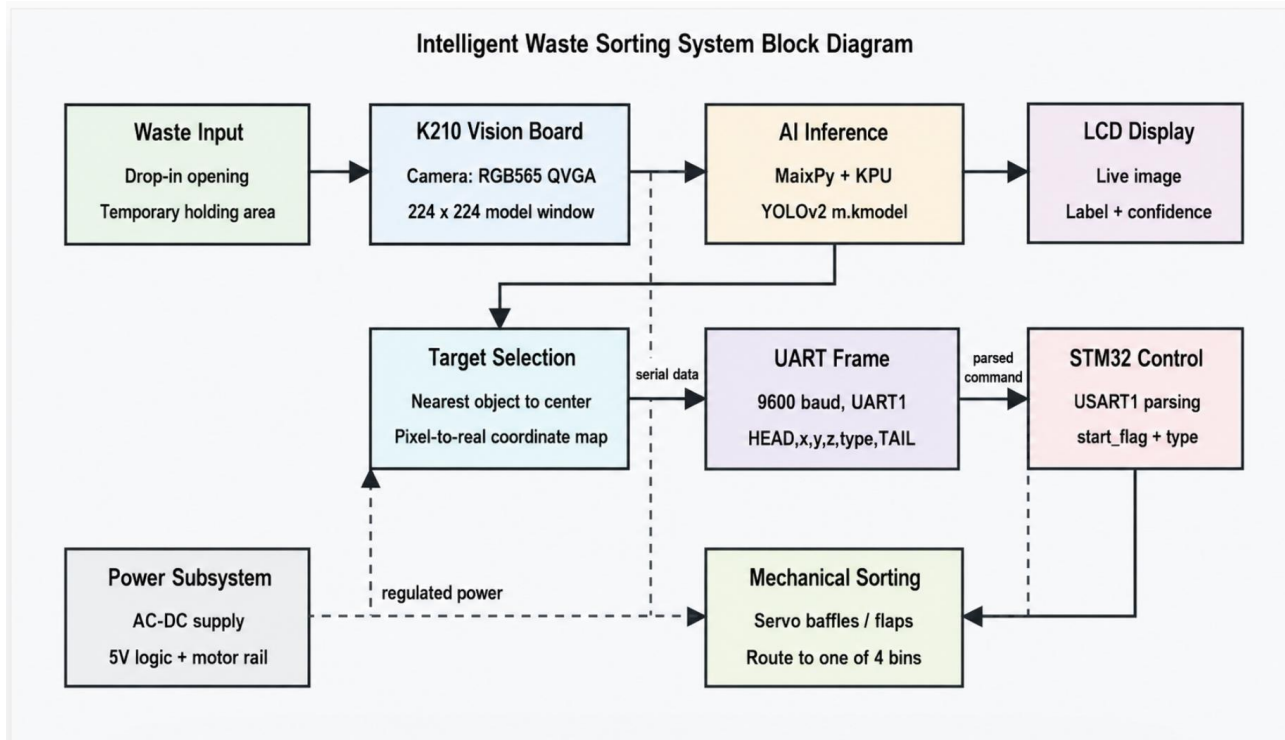 Intelligent Waste Sorting System Block Diagram
Waste Input
Drop-in opening
Temporary holding area
K210 Vision Board
Camera: RGB565 QVGA
224 x 224 model window
AI Inference
MaixPy + KPU
YOLOv2 m.kmodel
LCD Display
Live image
Label + confidence
Target Selection
Nearest object to center
Pixel-to-real coordinate map
serial data
UART Frame
9600 baud, UART1
HEAD,x,y,z,type,TAIL
parsed
command
STM32 Control
USART1 parsing
start_flag + type
Power Subsystem
AC-DC supply
5V logic + motor rail
regulated power
Mechanical Sorting
Servo baffles / flaps
Route to one of 4 bins